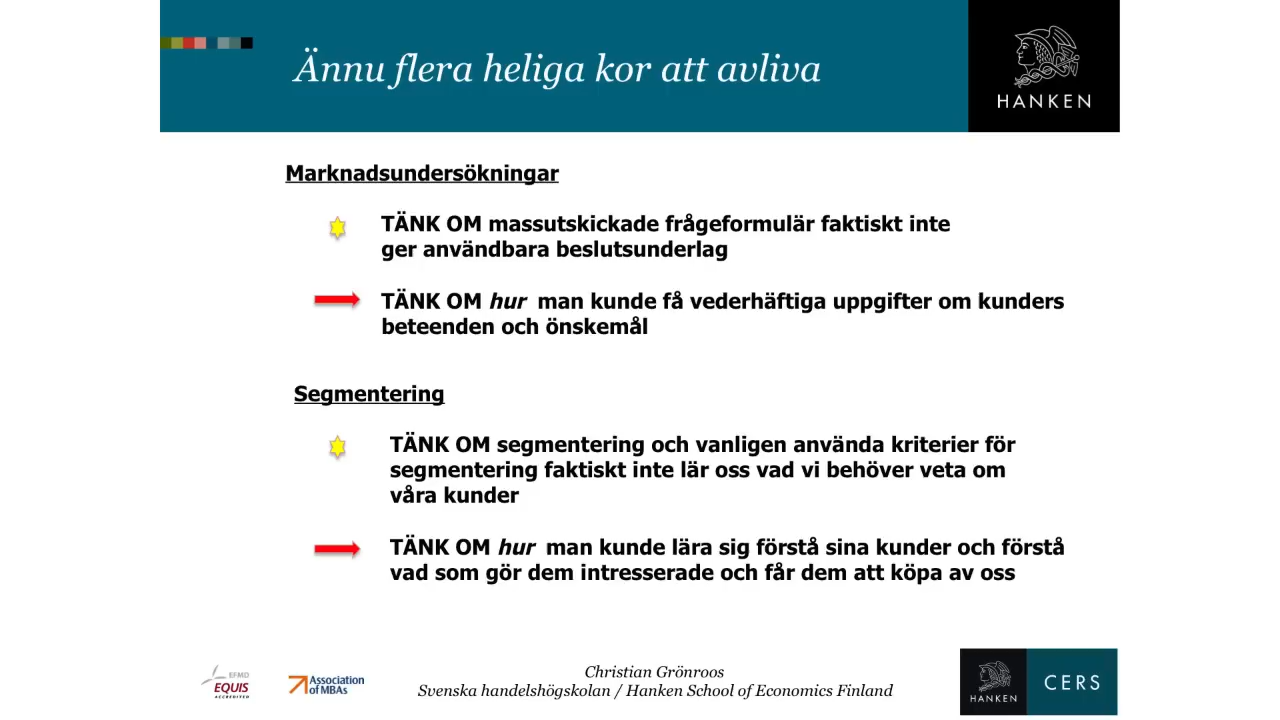 Ännu flera heliga kor att avliva
HANKEN
Marknadsundersökningar
TÄNK OM massutskickade frågeformulär faktiskt inte
ger användbara beslutsunderlag
TÄNK OM hur man kunde få vederhäftiga uppgifter om kunders
beteenden och önskemål
Segmentering
TÄNK OM segmentering och vanligen använda kriterier för
segmentering faktiskt inte lär oss vad vi behöver veta om
våra kunder
TÄNK OM hur man kunde lära sig förstå sina kunder och förstå
vad som gör dem intresserade och får dem att köpa av oss
EFMD
EQUIS
ACCREDITED
Association
of MBAs
Christian Grönroos
Svenska handelshögskolan / Hanken School of Economics Finland
HANKEN
CERS